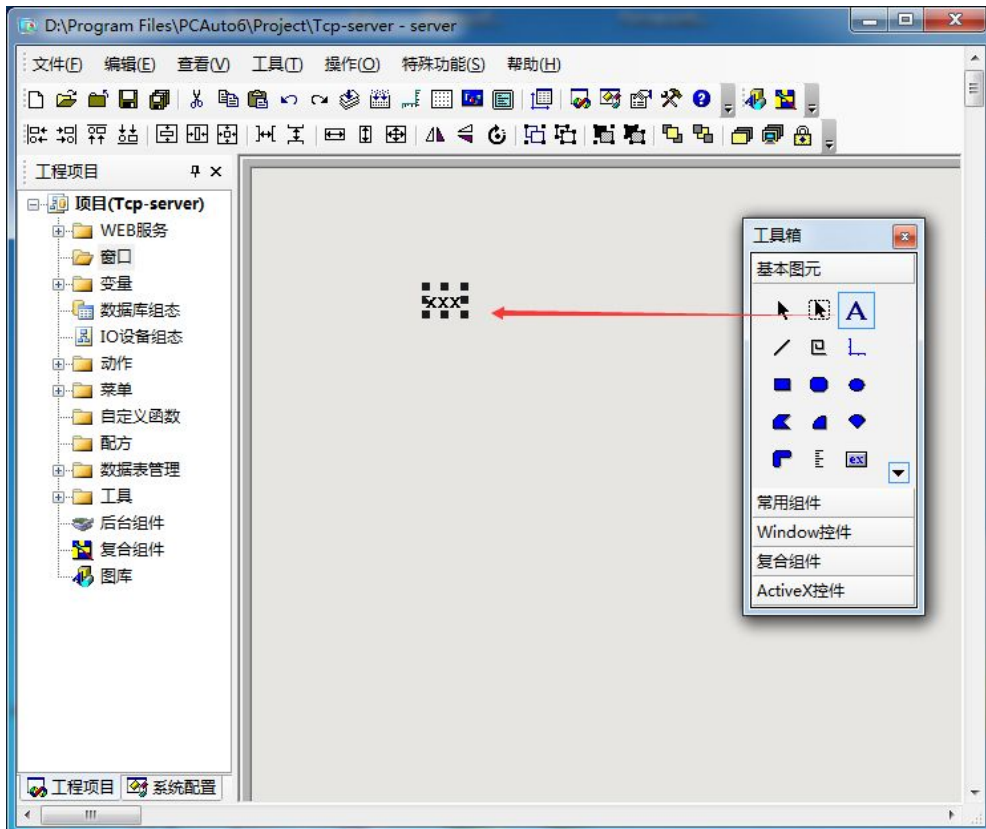 D:\Program Files\PCAuto6\Project\Tcp-server - server
文件(F) 编辑(E) 查看(V) 工具(T) 操作(O) 特殊功能(S) 帮助(H)
工程项目
项目(Tcp-server)
WEB服务
窗口
变量
数据库组态
IO设备组态
动作
菜单
自定义函数
配方
数据表管理
工具
后台组件
复合组件
图库
工程项目 系统配置
xxx
工具箱
基本图元
A
ex
常用组件
Window控件
复合组件
ActiveX控件